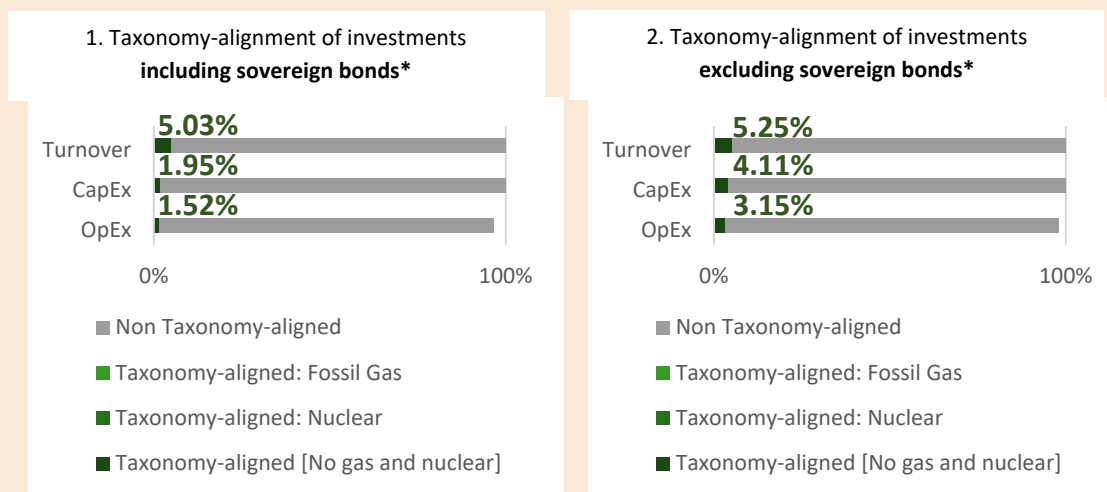 1. Taxonomy-alignment of investments
including sovereign bonds*
5.03%
Turnover
1.95%
CapEx
1.52%
OpEx
0%
100%
Non Taxonomy-aligned
Taxonomy-aligned: Fossil Gas
Taxonomy-aligned: Nuclear
Taxonomy-aligned [No gas and nuclear]
2. Taxonomy-alignment of investments
excluding sovereign bonds*
5.25%
Turnover
4.11%
CapEx
3.15%
OpEx
0%
100%
Non Taxonomy-aligned
Taxonomy-aligned: Fossil Gas
Taxonomy-aligned: Nuclear
Taxonomy-aligned [No gas and nuclear]